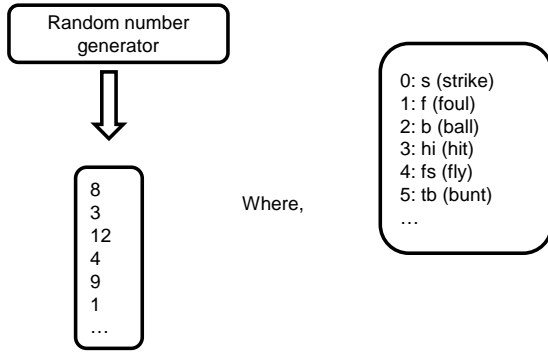 Random number
generator
8
3
12
4
9
1
…
Where,
0: s (strike)
1: f (foul)
2: b (ball)
3: hi (hit)
4: fs (fly)
5: tb (bunt)
…